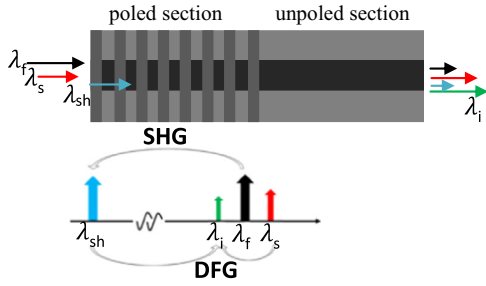 poled section unpoled section
λf
λs
λsh
λi
SHG
λsh λi λf λs
DFG